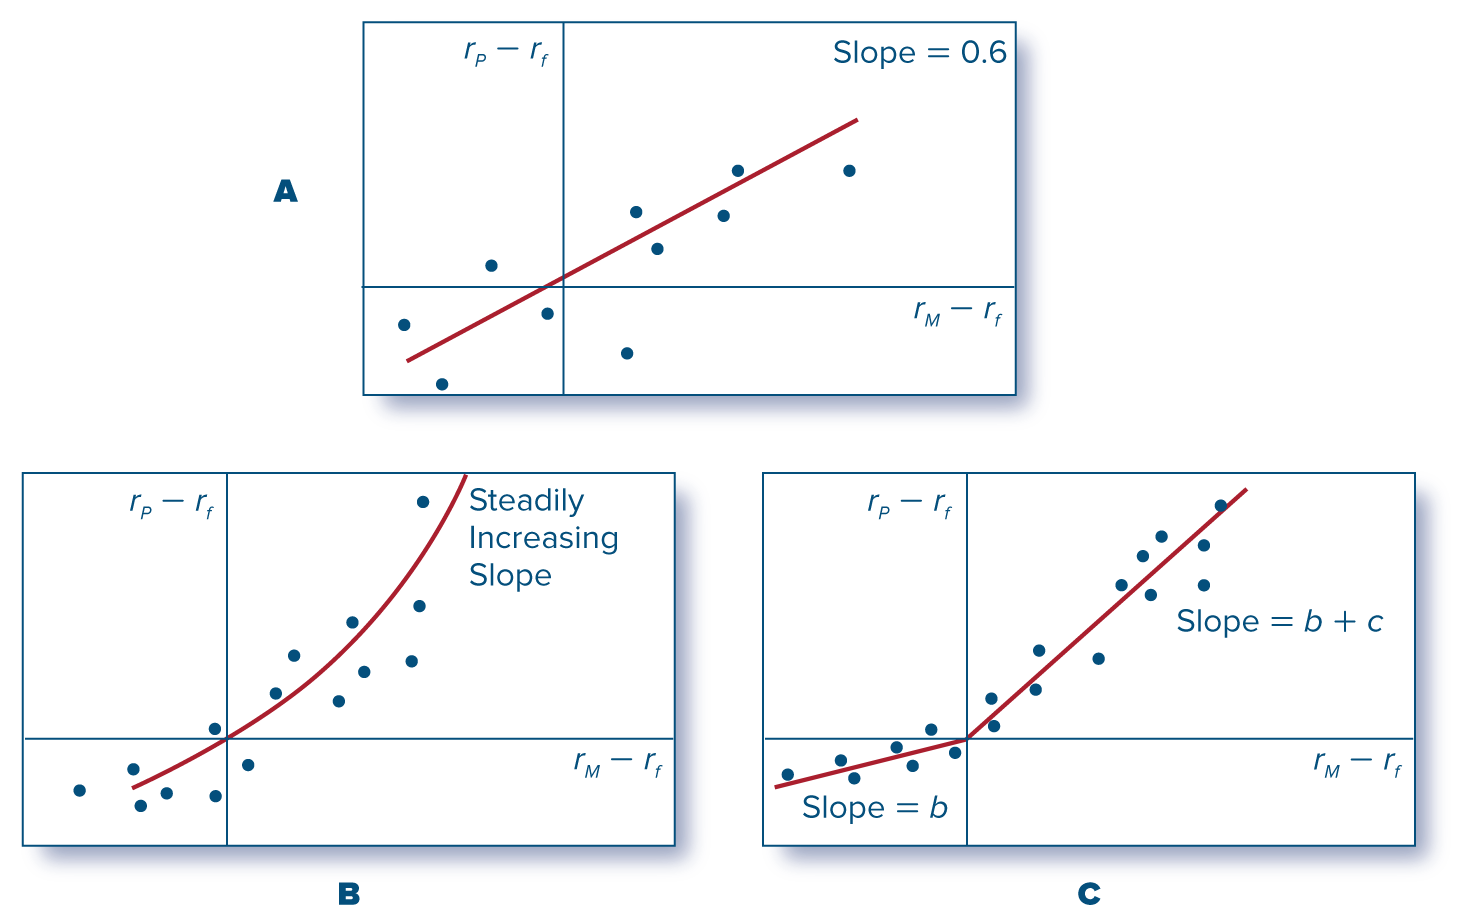 r_P − r_f
Slope = 0.6
A
r_M − r_f
r_P − r_f
Steadily
Increasing
Slope
r_M − r_f
B
r_P − r_f
Slope = b + c
r_M − r_f
Slope = b
C